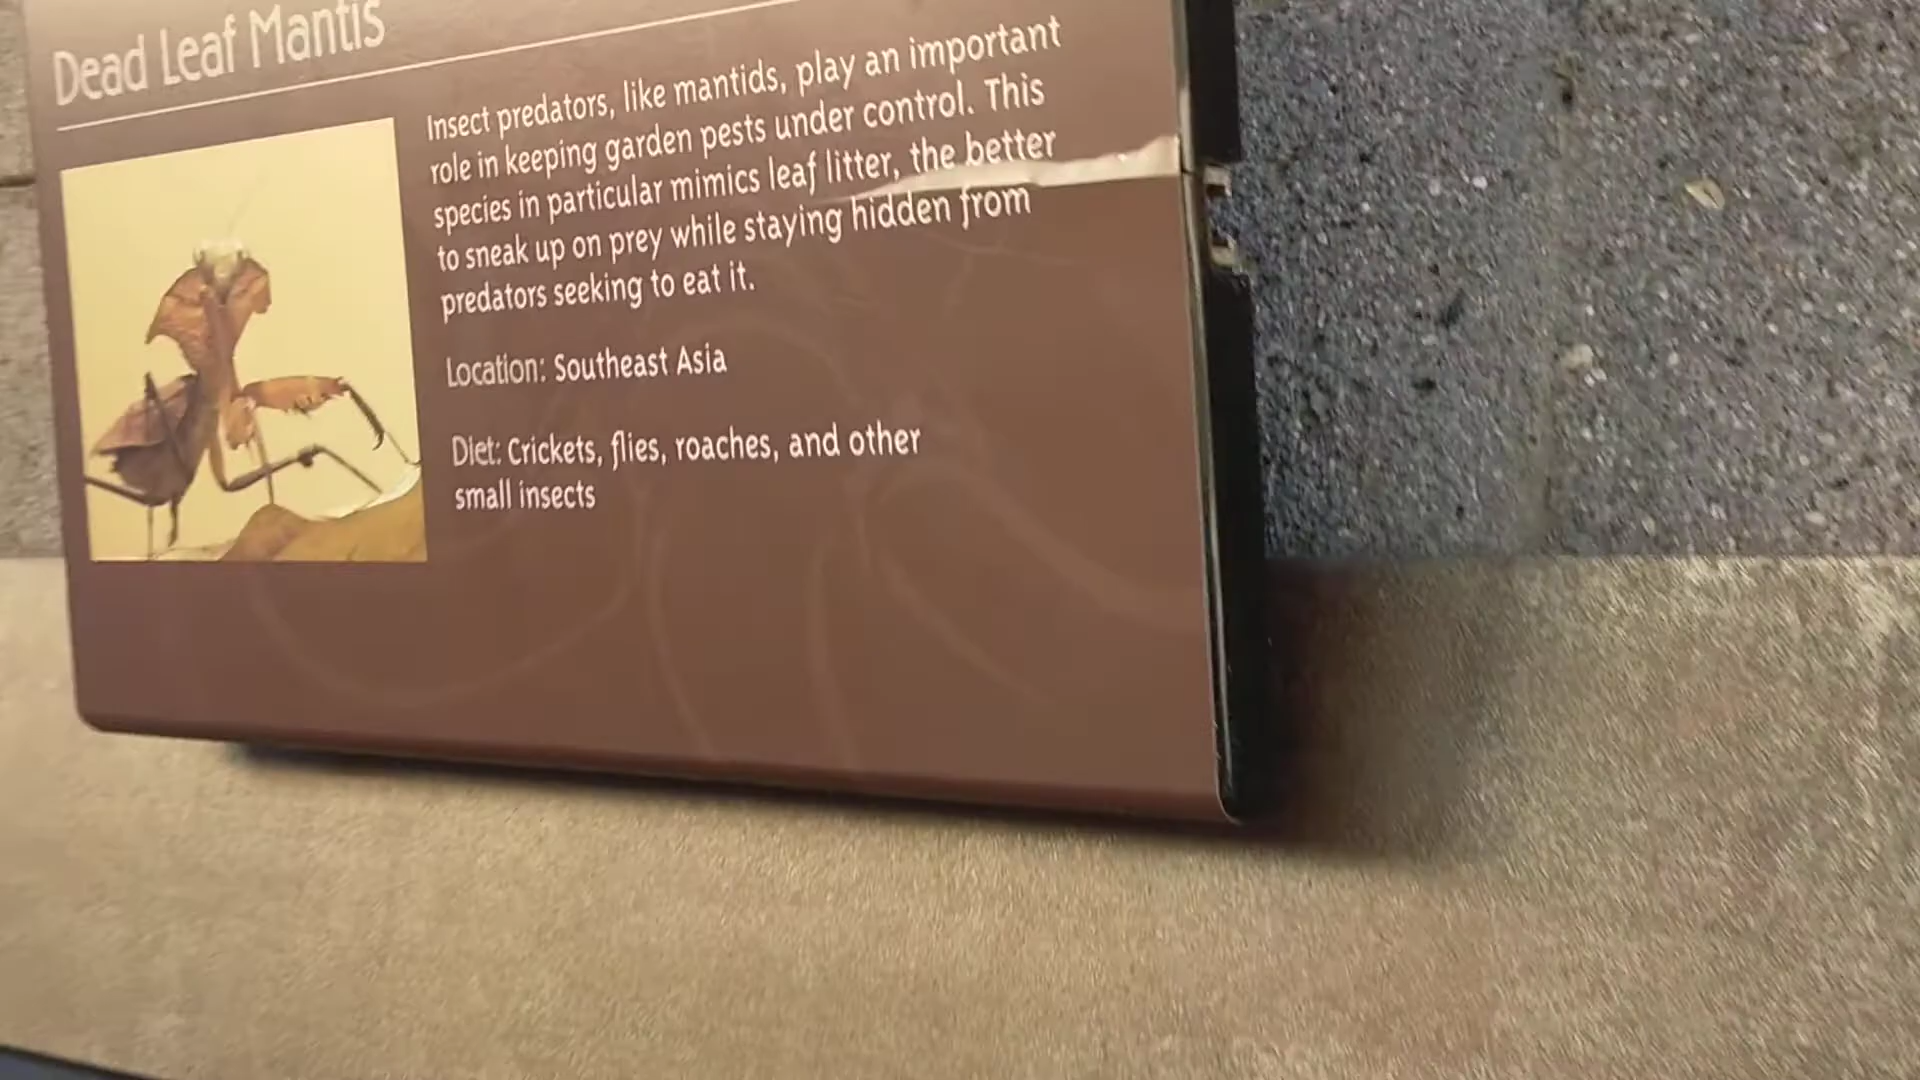 Dead Leaf Mantis
Insect predators, like mantids, play an important
role in keeping garden pests under control. This
species in particular mimics leaf litter, the better
to sneak up on prey while staying hidden from
predators seeking to eat it.
Location: Southeast Asia
Diet: Crickets, flies, roaches, and other
small insects